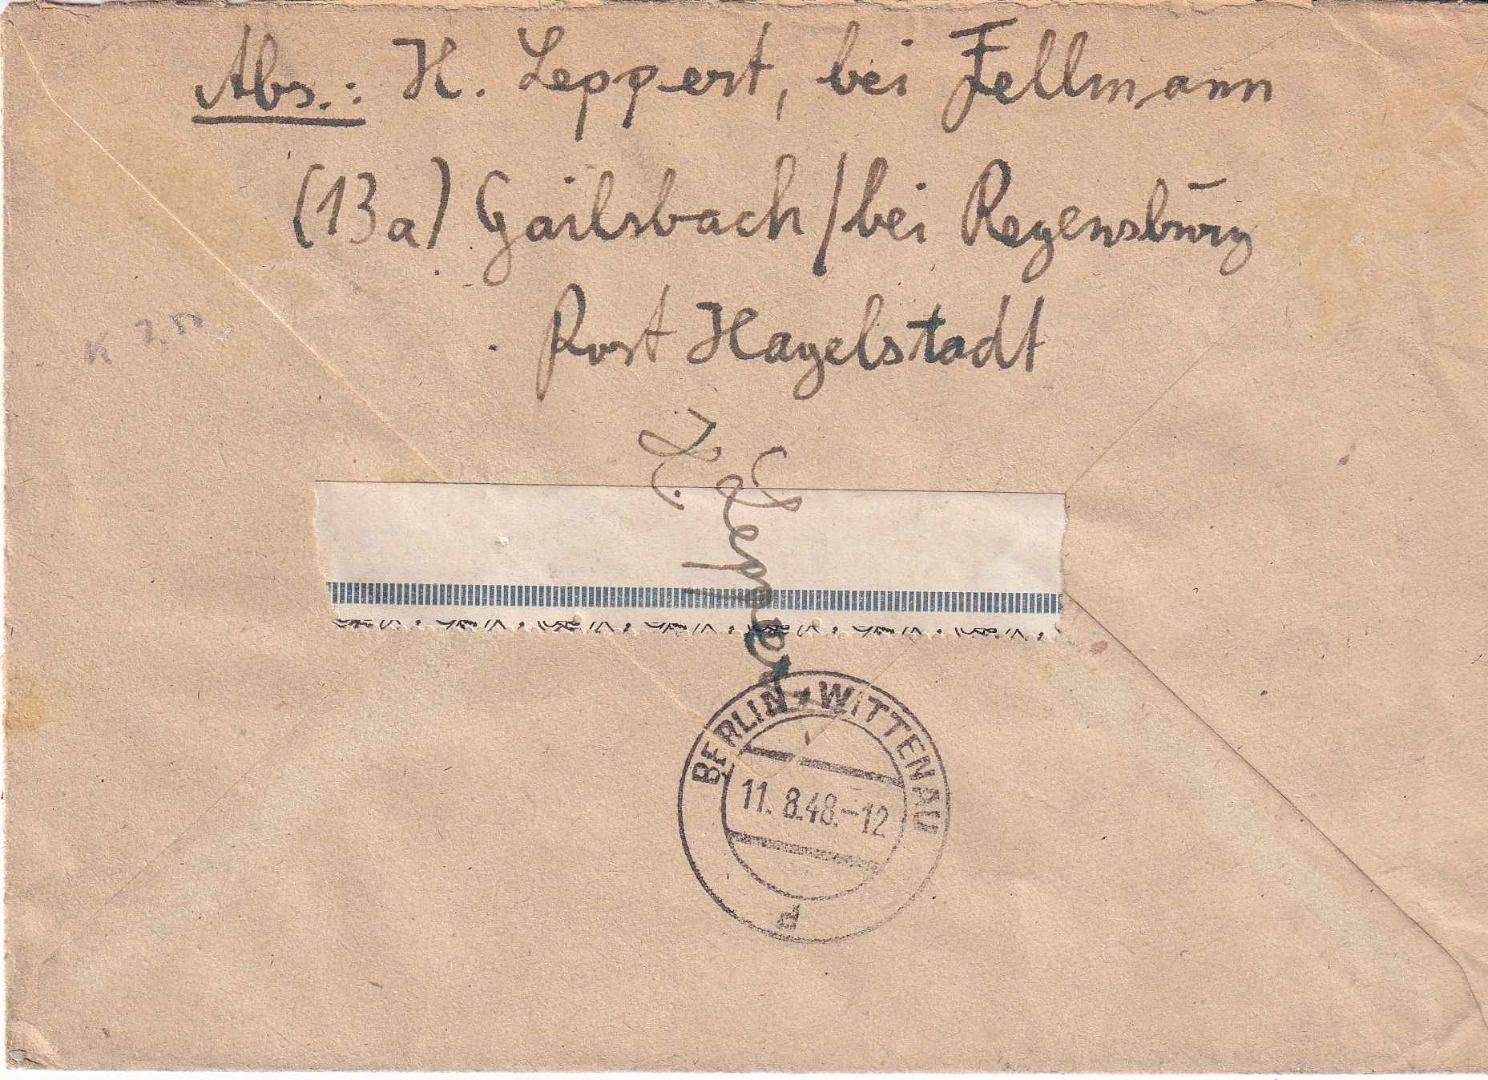 Abs.: H. Leppert, bei Fellmann
(13a) Gailsbach/bei Regensburg
Post Hagelstadt
H. Leppert
BERLIN-WITTENAU
11. 8.48.-12